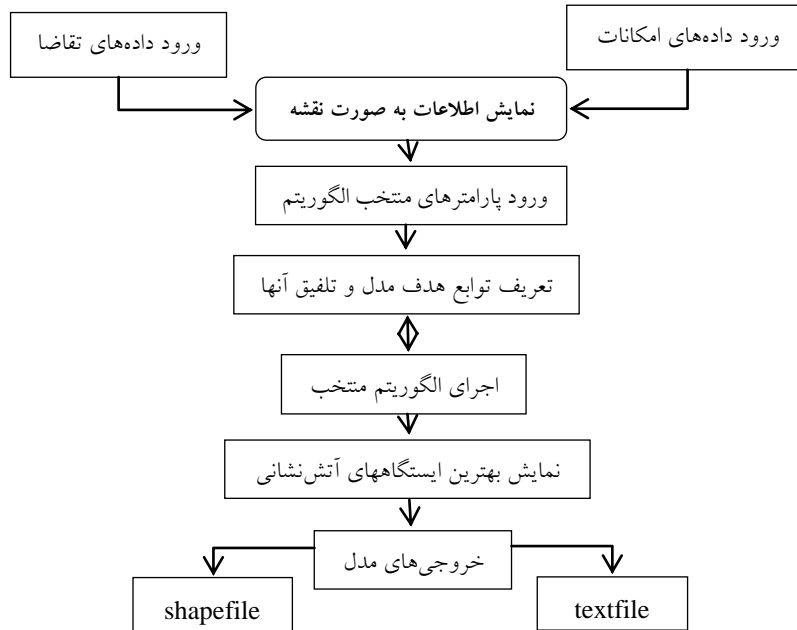 ورود داده‌های امکانات
ورود داده‌های تقاضا
نمایش اطلاعات به صورت نقشه
ورود پارامترهای منتخب الگوریتم
تعریف توابع هدف مدل و تلفیق آنها
اجرای الگوریتم منتخب
نمایش بهترین ایستگاههای آتش‌نشانی
خروجی‌های مدل
textfile
shapefile